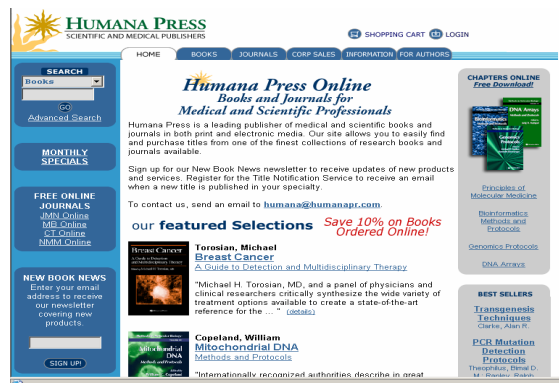 HUMANA PRESS
SCIENTIFIC AND MEDICAL PUBLISHERS
SHOPPING CART LOGIN
HOME BOOKS JOURNALS CORP SALES INFORMATION FOR AUTHORS
SEARCH
Books
GO
Advanced Search
MONTHLY
SPECIALS
FREE ONLINE
JOURNALS
JMN Online
MB Online
CT Online
NMM Online
NEW BOOK NEWS
Enter your email
address to receive
our newsletter
covering new
products.
SIGN UP!
Humana Press Online
Books and Journals for
Medical and Scientific Professionals
Humana Press is a leading publisher of medical and scientific books and
journals in both print and electronic media. Our site allows you to easily find
and purchase titles from one of the finest collections of research books and
journals available.
Sign up for our New Book News newsletter to receive updates of new products
and services. Register for the Title Notification Service to receive an email
when a new title is published in your specialty.
To contact us, send an email to humana@humanapr.com.
our featured Selections
Save 10% on Books
Ordered Online!
Breast Cancer
Torosian, Michael
Breast Cancer
A Guide to Detection and Multidisciplinary Therapy
"Michael H. Torosian, MD, and a panel of physicians and
clinical researchers critically synthesize the wide variety of
treatment options available to create a state-of-the-art
reference for the ... " (details)
Mitochondrial
DNA
Copeland, William
Mitochondrial DNA
Methods and Protocols
"Internationally recognized authorities describe in great
CHAPTERS ONLINE
Free Download!
DNA Arrays
Bioinformatics
Genomics
Protocols
Principles of
Molecular Medicine
Bioinformatics
Methods and
Protocols
Genomics Protocols
DNA Arrays
BEST SELLERS
Transgenesis
Techniques
Clarke, Alan R.
PCR Mutation
Detection
Protocols
Theophilus, Bimal D.
M.; Rapley, Ralph